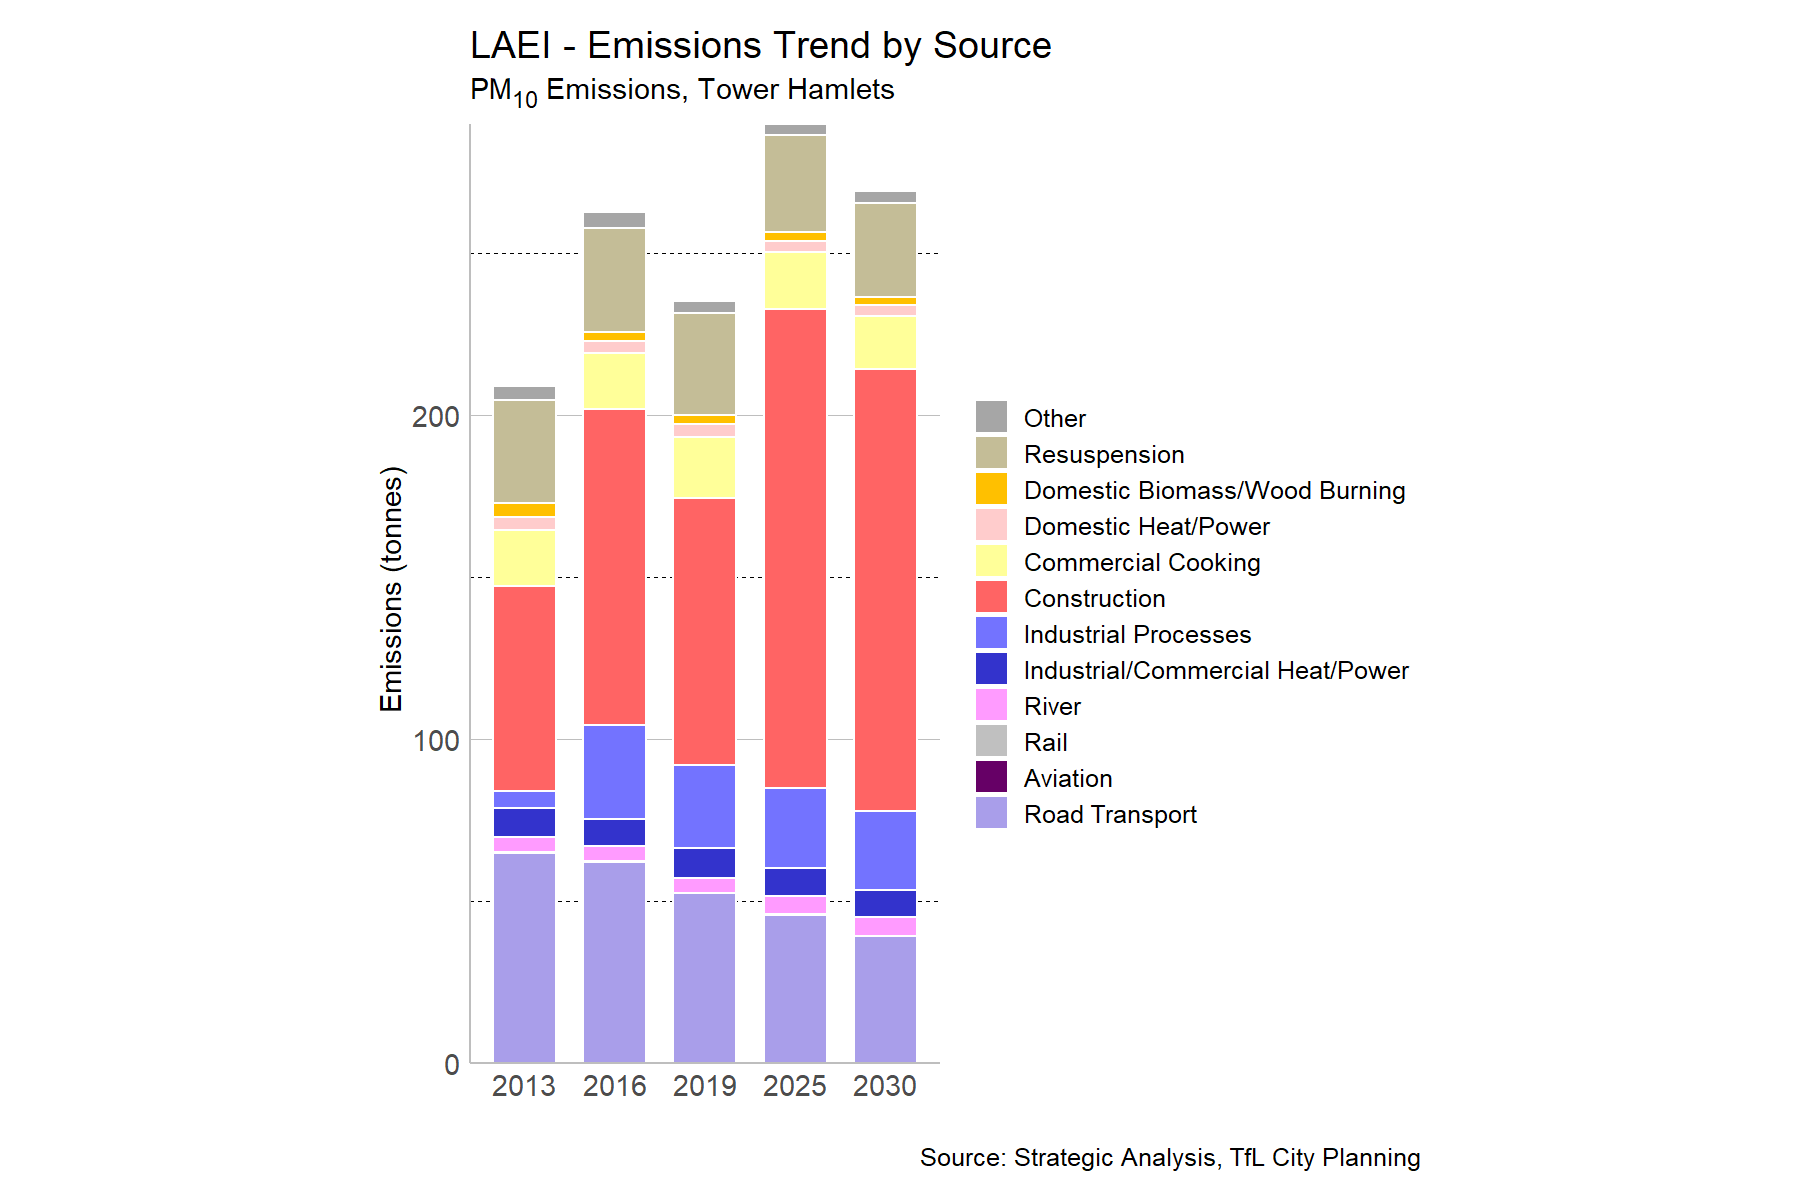 LAEI - Emissions Trend by Source
PM10 Emissions, Tower Hamlets
Emissions (tonnes)
200
100
0
2013 2016 2019 2025 2030
Other
Resuspension
Domestic Biomass/Wood Burning
Domestic Heat/Power
Commercial Cooking
Construction
Industrial Processes
Industrial/Commercial Heat/Power
River
Rail
Aviation
Road Transport
Source: Strategic Analysis, TfL City Planning